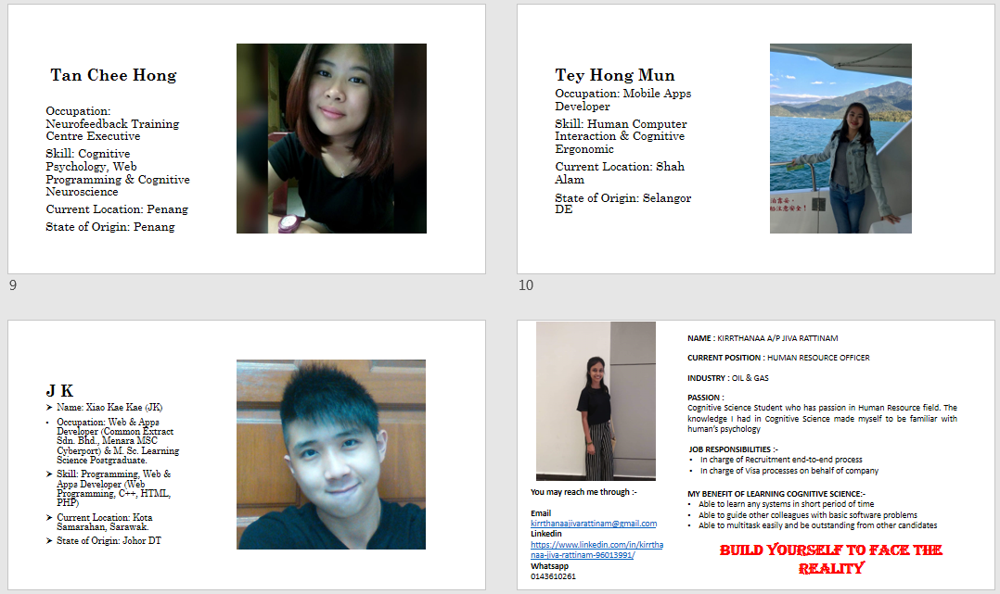 Tan Chee Hong
Occupation:
Neurofeedback Training
Centre Executive
Skill: Cognitive
Psychology, Web
Programming & Cognitive
Neuroscience
Current Location: Penang
State of Origin: Penang
9
Tey Hong Mun
Occupation: Mobile Apps
Developer
Skill: Human Computer
Interaction & Cognitive
Ergonomic
Current Location: Shah
Alam
State of Origin: Selangor
DE
注意安全!
10
J K
➤ Name: Xiao Kae Kae (JK)
• Occupation: Web & Apps
Developer (Common Extract
Sdn. Bhd., Menara MSC
Cyberport) & M. Sc. Learning
Science Postgraduate.
➤ Skill: Programming, Web &
Apps Developer (Web
Programming, C++, HTML,
PHP)
➤ Current Location: Kota
Samarahan, Sarawak.
➤ State of Origin: Johor DT
You may reach me through :-
Email
kirrthanaajivarattinam@gmail.com
Linkedin
https://www.linkedin.com/in/kirrtha
naa-jiva-rattinam-96013991/
Whatsapp
0143610261
NAME : KIRRTHANAA A/P JIVA RATTINAM
CURRENT POSITION : HUMAN RESOURCE OFFICER
INDUSTRY : OIL & GAS
PASSION :
Cognitive Science Student who has passion in Human Resource field. The
knowledge I had in Cognitive Science made myself to be familiar with
human's psychology
JOB RESPONSIBILITIES :-
• In charge of Recruitment end-to-end process
• In charge of Visa processes on behalf of company
MY BENEFIT OF LEARNING COGNITIVE SCIENCE:-
• Able to learn any systems in short period of time
• Able to guide other colleagues with basic software problems
• Able to multitask easily and be outstanding from other candidates
BUILD YOURSELF TO FACE THE
REALITY